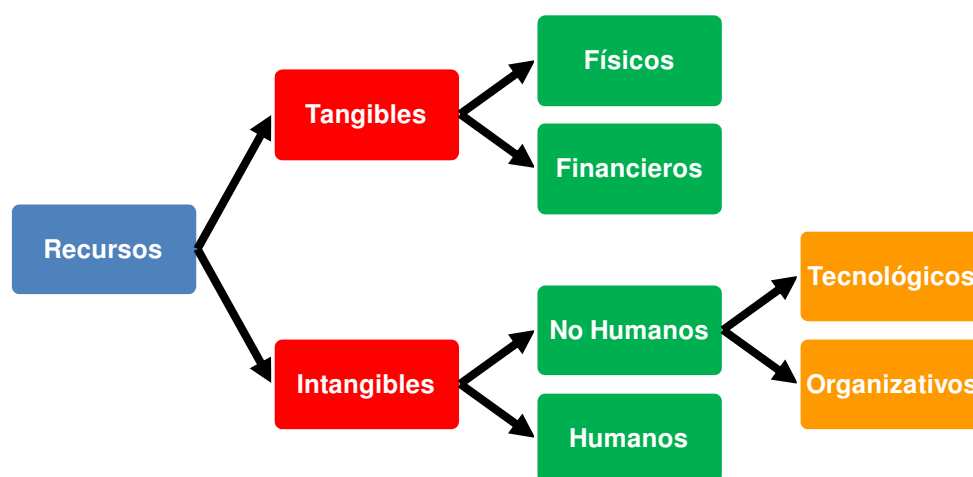 Físicos
Tangibles
Financieros
Recursos
Tecnológicos
No Humanos
Intangibles
Organizativos
Humanos